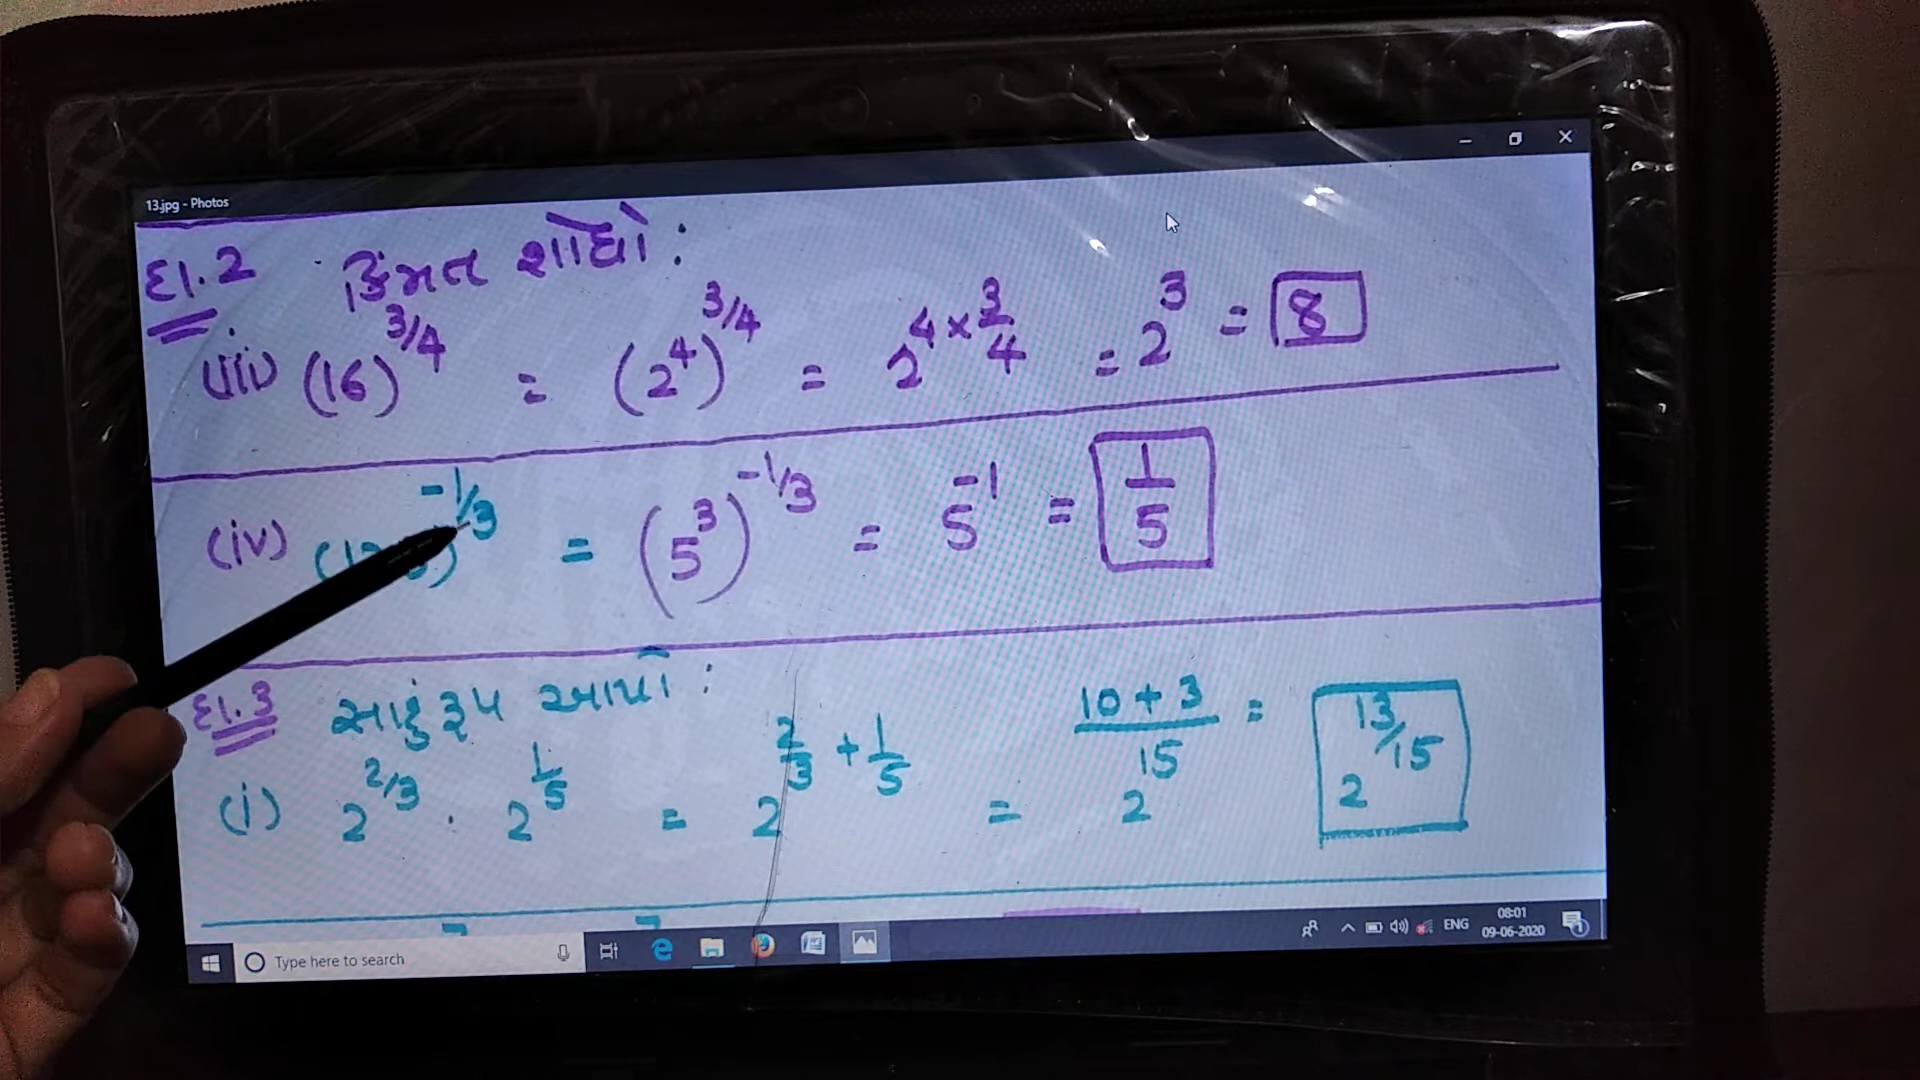 13.jpg - Photos
દા.2 કિંમત શોધો :
(iii) (16)^3/4 = (2^4)^3/4 = 2^4×3/4 = 2^3 = 8
(iv) )^-1/3 = (5^3)^-1/3 = 5^-1 = 1/5
દા.3 સાદું રૂપ આપો :
(i) 2^2/3 . 2^1/5 = 2^2/3 + 1/5 = 2^(10+3)/15 = 2^13/15
Type here to search
ENG
08:01
09-06-2020